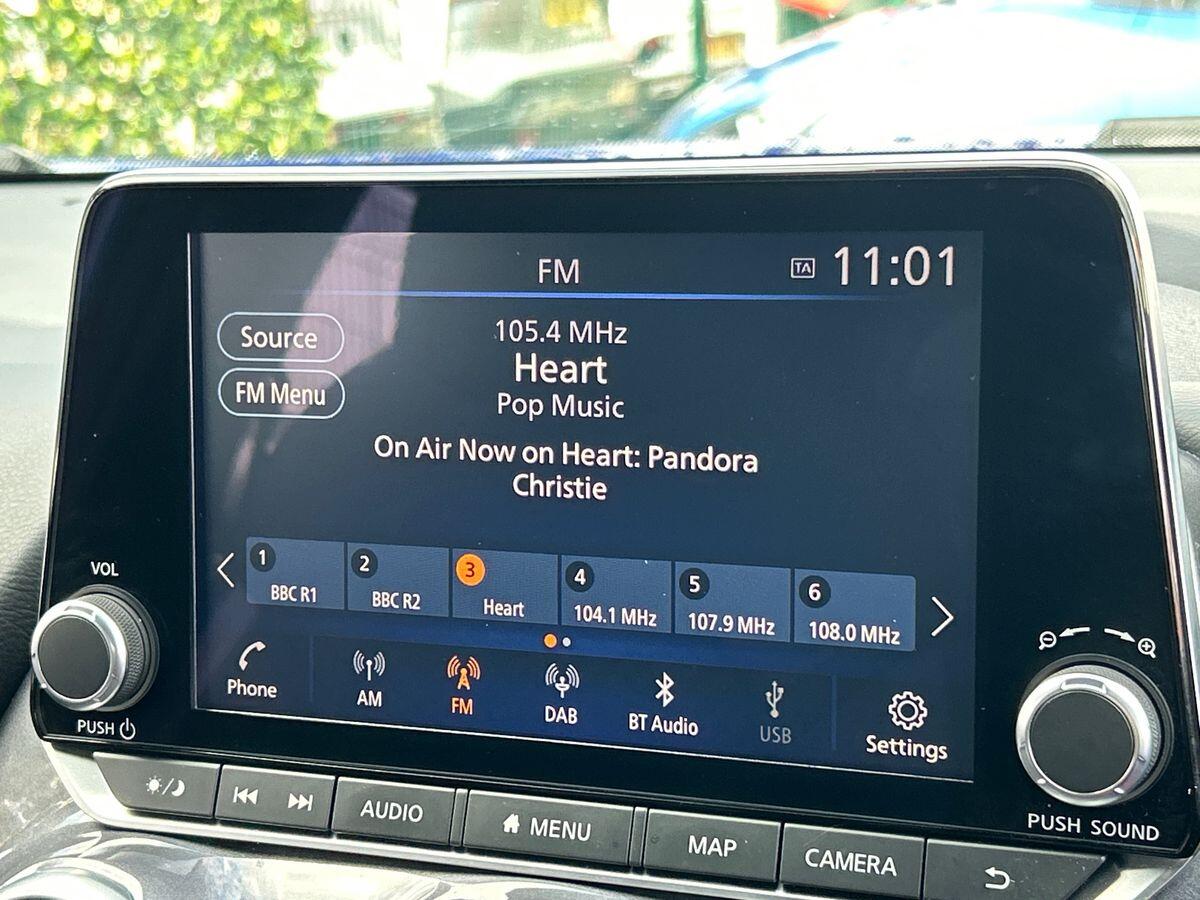 FM
TA 11:01
Source
FM Menu
105.4 MHz
Heart
Pop Music
On Air Now on Heart: Pandora
Christie
1 BBC R1
2 BBC R2
3 Heart
4 104.1 MHz
5 107.9 MHz
6 108.0 MHz
Phone
AM
FM
DAB
BT Audio
USB
Settings
VOL
PUSH
PUSH SOUND
AUDIO
MENU
MAP
CAMERA